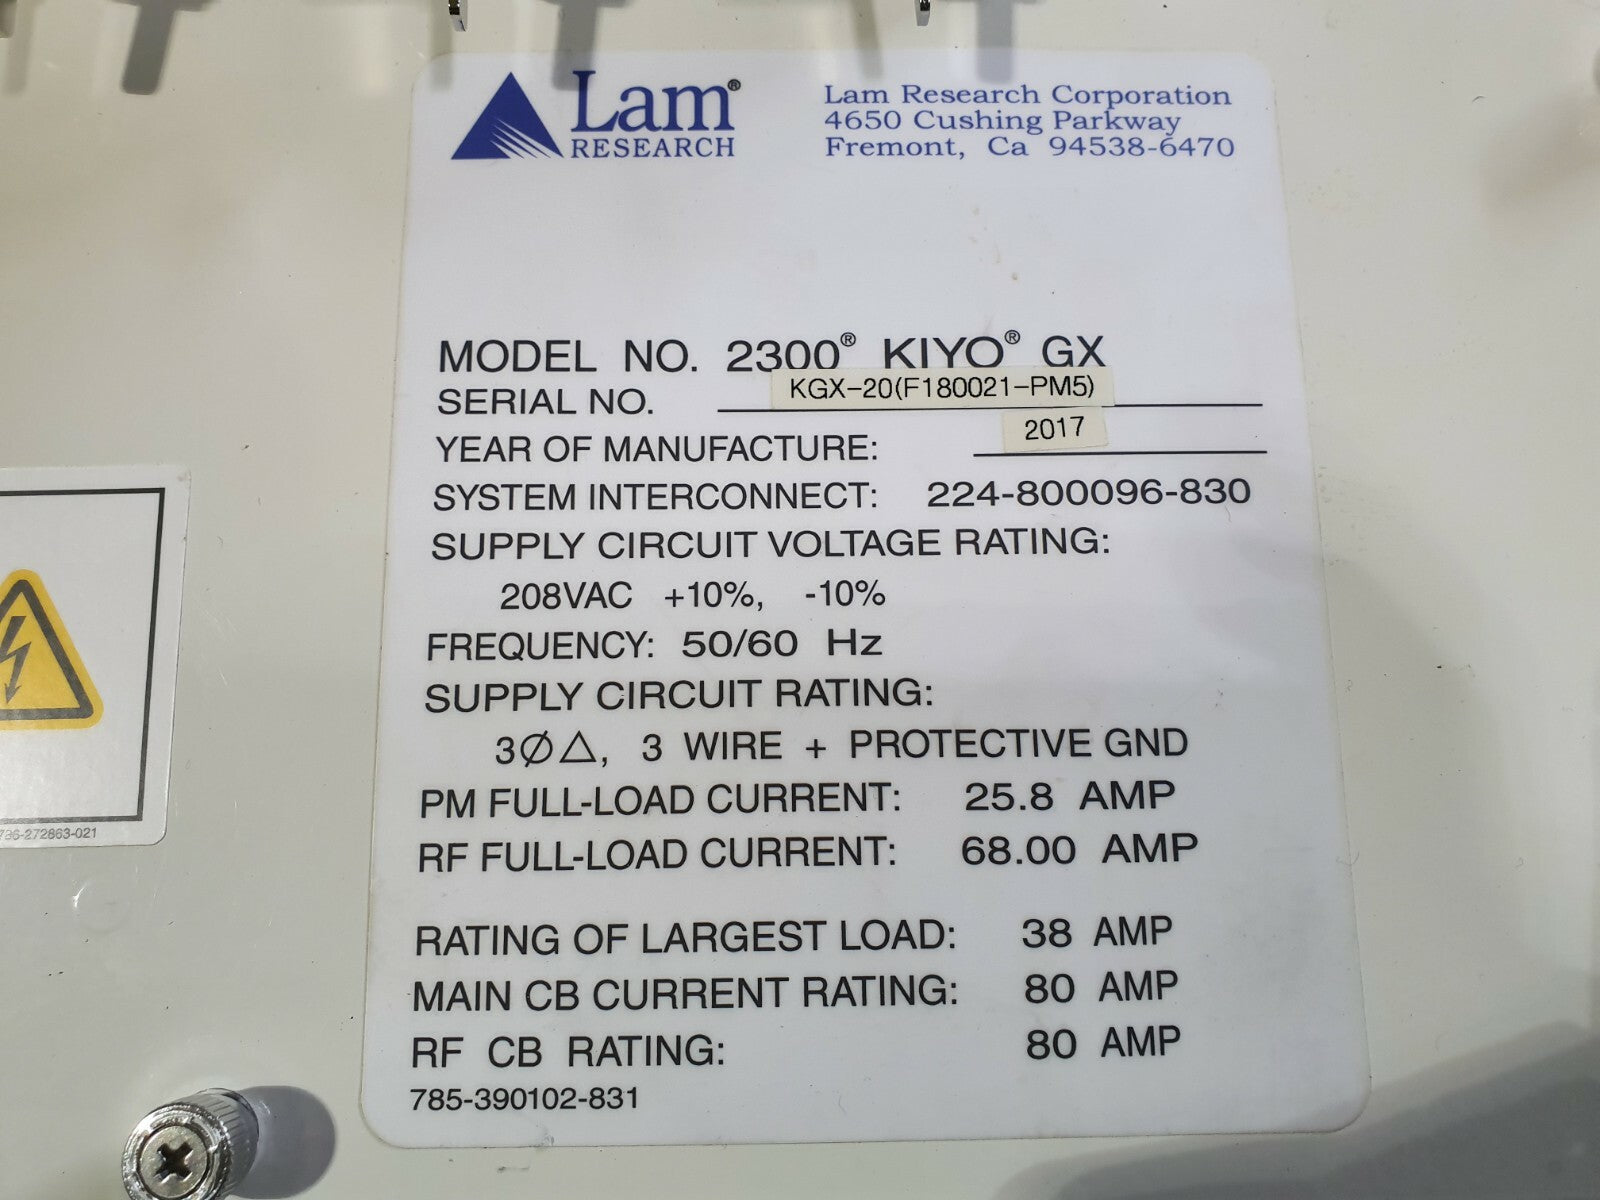 Lam®
RESEARCH
Lam Research Corporation
4650 Cushing Parkway
Fremont, Ca 94538-6470
MODEL NO. 2300® KIYO® GX
SERIAL NO. KGX-20(F180021-PM5)
YEAR OF MANUFACTURE: 2017
SYSTEM INTERCONNECT: 224-800096-830
SUPPLY CIRCUIT VOLTAGE RATING:
208VAC +10%, -10%
FREQUENCY: 50/60 Hz
SUPPLY CIRCUIT RATING:
3∅△, 3 WIRE + PROTECTIVE GND
PM FULL-LOAD CURRENT: 25.8 AMP
RF FULL-LOAD CURRENT: 68.00 AMP
RATING OF LARGEST LOAD: 38 AMP
MAIN CB CURRENT RATING: 80 AMP
RF CB RATING: 80 AMP
785-390102-831
786-272863-021